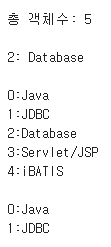 총 객체수: 5
2: Database
0:Java
1:JDBC
2:Database
3:Servlet/JSP
4:iBATIS
0:Java
1:JDBC